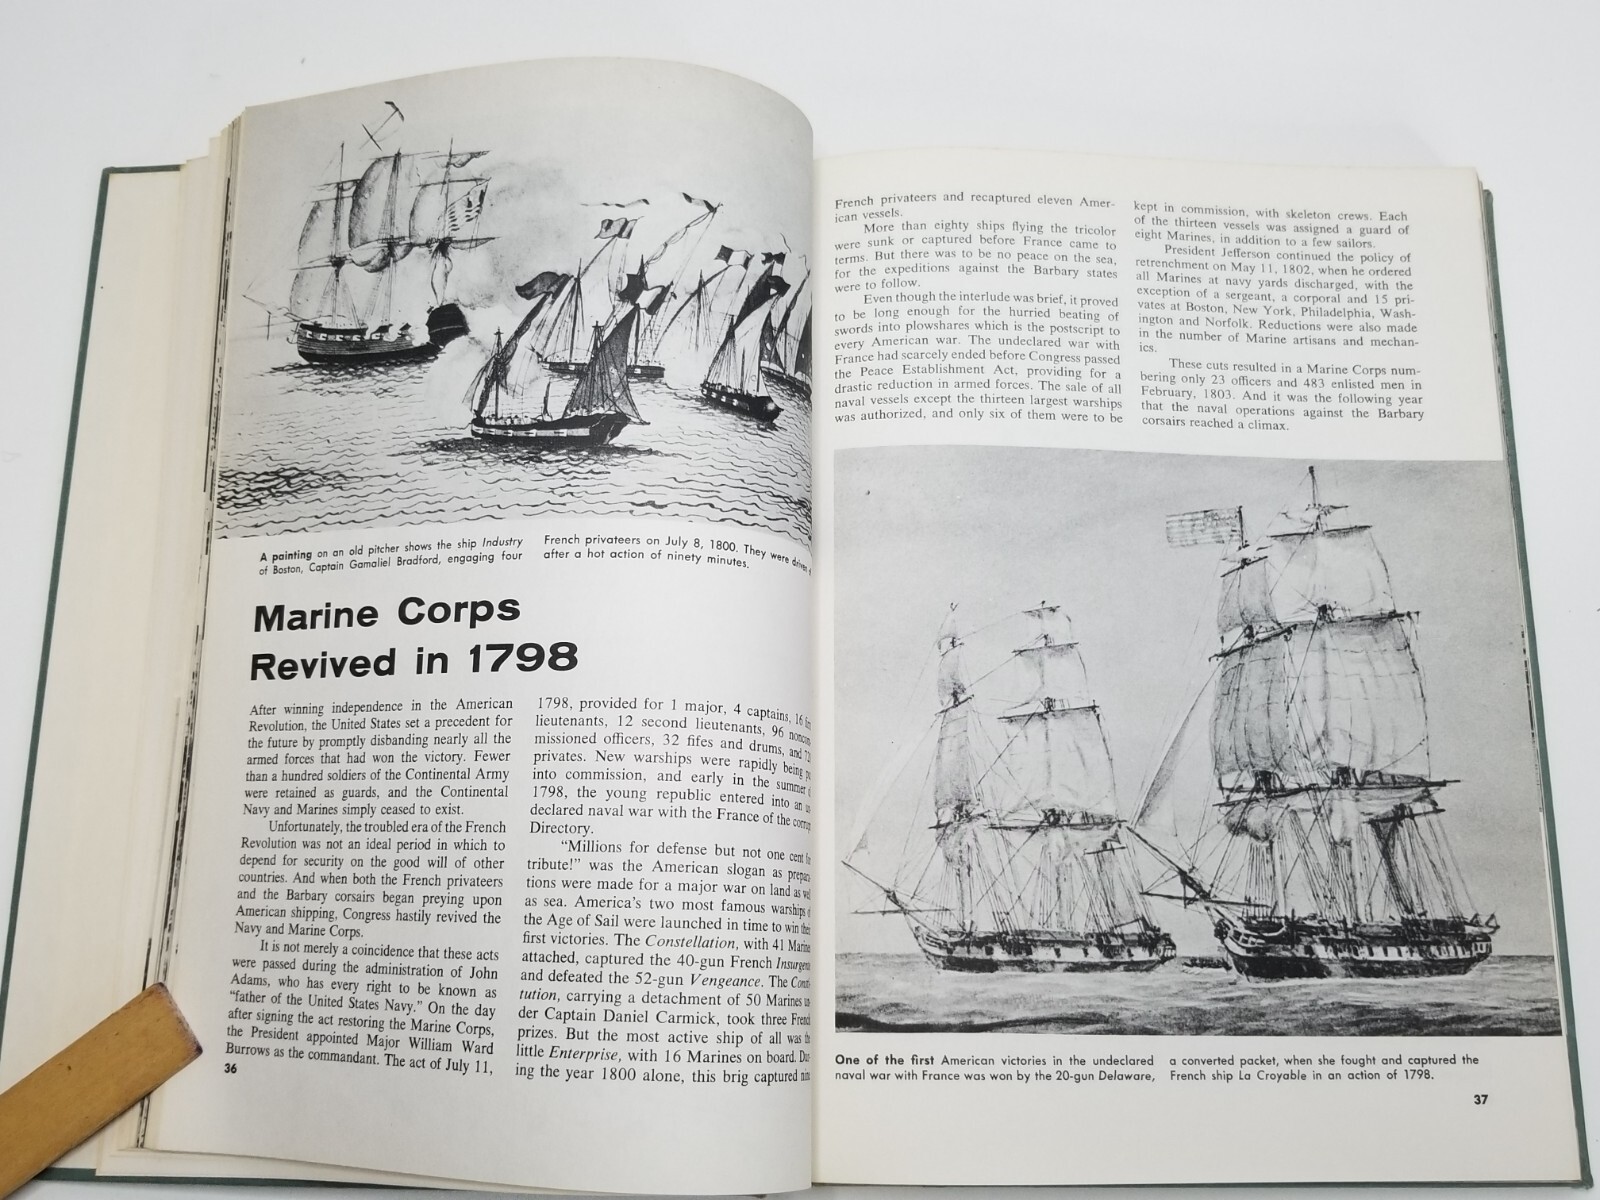 A painting on an old pitcher shows the ship Industry
of Boston, Captain Gamaliel Bradford, engaging four
French privateers on July 8, 1800. They were driven
after a hot action of ninety minutes.
Marine Corps
Revived in 1798
After winning independence in the American
Revolution, the United States set a precedent for
the future by promptly disbanding nearly all the
armed forces that had won the victory. Fewer
than a hundred soldiers of the Continental Army
were retained as guards, and the Continental
Navy and Marines simply ceased to exist.
Unfortunately, the troubled era of the French
Revolution was not an ideal period in which to
depend for security on the good will of other
countries. And when both the French privateers
and the Barbary corsairs began preying upon
American shipping, Congress hastily revived the
Navy and Marine Corps.
It is not merely a coincidence that these acts
were passed during the administration of John
Adams, who has every right to be known as
"father of the United States Navy." On the day
after signing the act restoring the Marine Corps,
the President appointed Major William Ward
Burrows as the commandant. The act of July 11,
36
1798, provided for 1 major, 4 captains, 16
lieutenants, 12 second lieutenants, 96
missioned officers, 32 fifes and drums, and
privates. New warships were rapidly being
into commission, and early in the summer
1798, the young republic entered into an
declared naval war with the France of the
Directory.
"Millions for defense but not one cent
tribute!" was the American slogan as
tions were made for a major war on land as
as sea. America's two most famous warships
the Age of Sail were launched in time to win
first victories. The Constellation, with 41
attached, captured the 40-gun French
and defeated the 52-gun Vengeance. The
tution, carrying a detachment of 50 Marines
der Captain Daniel Carmick, took three
prizes. But the most active ship of all was
little Enterprise, with 16 Marines on board.
ing the year 1800 alone, this brig captured
French privateers and recaptured eleven Amer-
ican vessels.
More than eighty ships flying the tricolor
were sunk or captured before France came to
terms. But there was to be no peace on the sea,
for the expeditions against the Barbary states
were to follow.
Even though the interlude was brief, it proved
to be long enough for the hurried beating of
swords into plowshares which is the postscript to
every American war. The undeclared war with
France had scarcely ended before Congress passed
the Peace Establishment Act, providing for a
drastic reduction in armed forces. The sale of all
naval vessels except the thirteen largest warships
was authorized, and only six of them were to be
kept in commission, with skeleton crews. Each
of the thirteen vessels was assigned a guard of
eight Marines, in addition to a few sailors.
President Jefferson continued the policy of
retrenchment on May 11, 1802, when he ordered
all Marines at navy yards discharged, with the
exception of a sergeant, a corporal and 15 pri-
vates at Boston, New York, Philadelphia, Wash-
ington and Norfolk. Reductions were also made
in the number of Marine artisans and mechan-
ics.
These cuts resulted in a Marine Corps num-
bering only 23 officers and 483 enlisted men in
February, 1803. And it was the following year
that the naval operations against the Barbary
corsairs reached a climax.
One of the first American victories in the undeclared
naval war with France was won by the 20-gun Delaware,
a converted packet, when she fought and captured the
French ship La Croyable in an action of 1798.
37